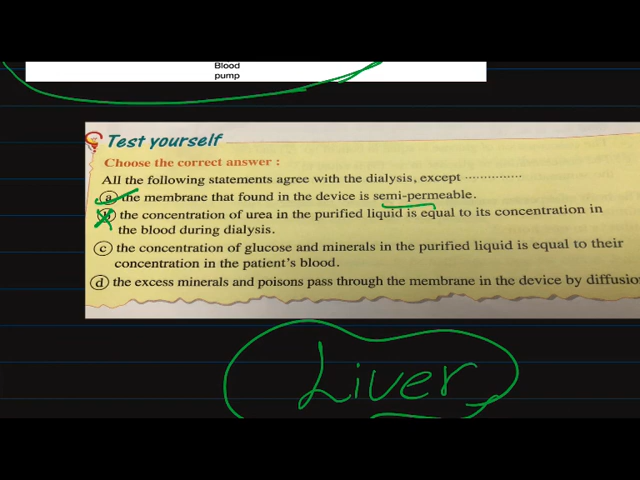 Blood
pump
Test yourself
Choose the correct answer :
All the following statements agree with the dialysis, except ...............
a the membrane that found in the device is semi-permeable.
b the concentration of urea in the purified liquid is equal to its concentration in
the blood during dialysis.
c the concentration of glucose and minerals in the purified liquid is equal to their
concentration in the patient's blood.
d the excess minerals and poisons pass through the membrane in the device by diffusio
Liver